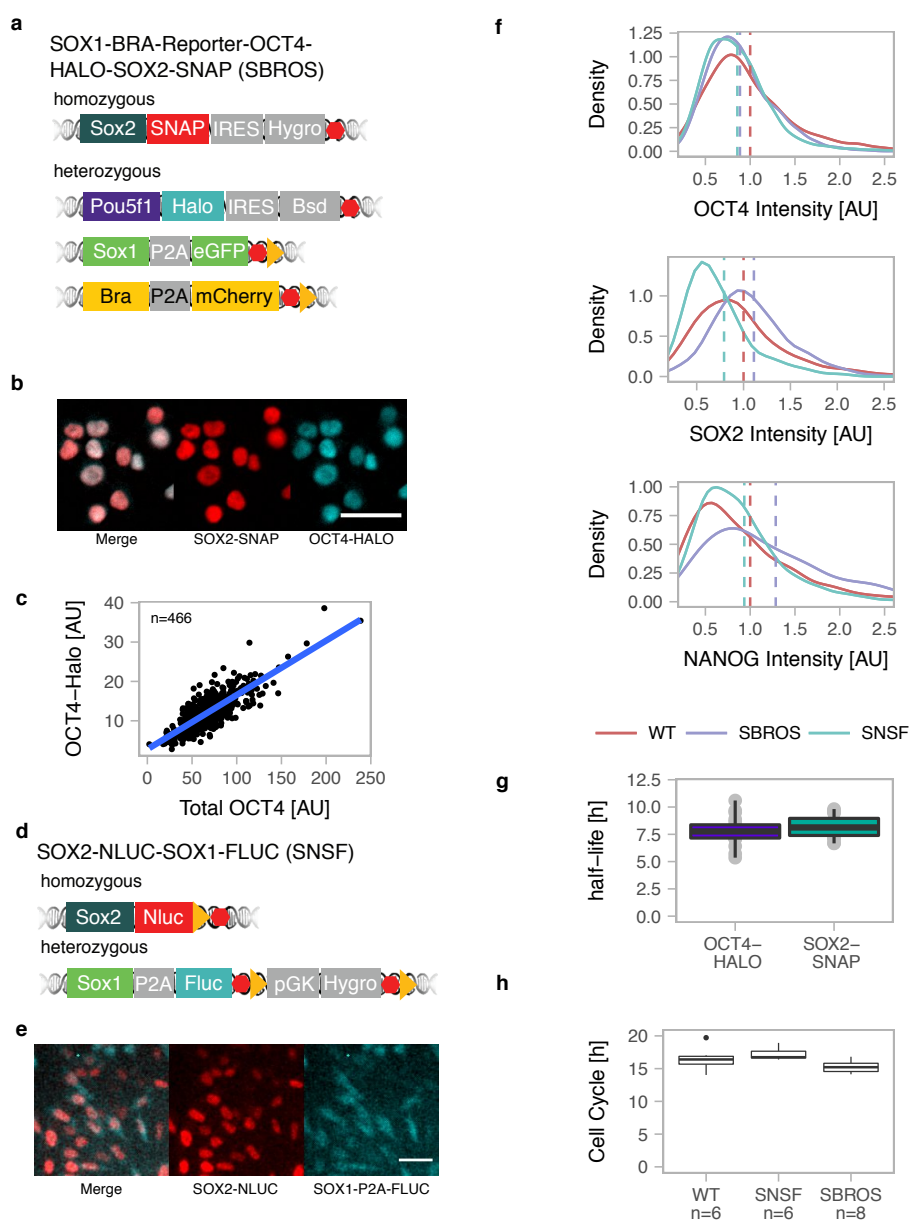 a
SOX1-BRA-Reporter-OCT4-
HALO-SOX2-SNAP (SBROS)
homozygous
Sox2 SNAP IRES Hygro
heterozygous
Pou5f1 Halo IRES Bsd
Sox1 P2A eGFP
Bra P2A mCherry
b
Merge SOX2-SNAP OCT4-HALO
c
n=466
OCT4–Halo [AU]
40
30
20
10
0 50 100 150 200 250
Total OCT4 [AU]
d
SOX2-NLUC-SOX1-FLUC (SNSF)
homozygous
Sox2 Nluc
heterozygous
Sox1 P2A Fluc pGK Hygro
e
Merge SOX2-NLUC SOX1-P2A-FLUC
f
Density
1.25
1.00
0.75
0.50
0.25
0.00
0.5 1.0 1.5 2.0 2.5
OCT4 Intensity [AU]
Density
1.0
0.5
0.0
0.5 1.0 1.5 2.0 2.5
SOX2 Intensity [AU]
Density
1.00
0.75
0.50
0.25
0.00
0.5 1.0 1.5 2.0 2.5
NANOG Intensity [AU]
WT SBROS SNSF
g
half–life [h]
12.5
10.0
7.5
5.0
2.5
0.0
OCT4– SOX2–
HALO SNAP
h
Cell Cycle [h]
20
15
10
5
0
WT SNSF SBROS
n=6 n=6 n=8